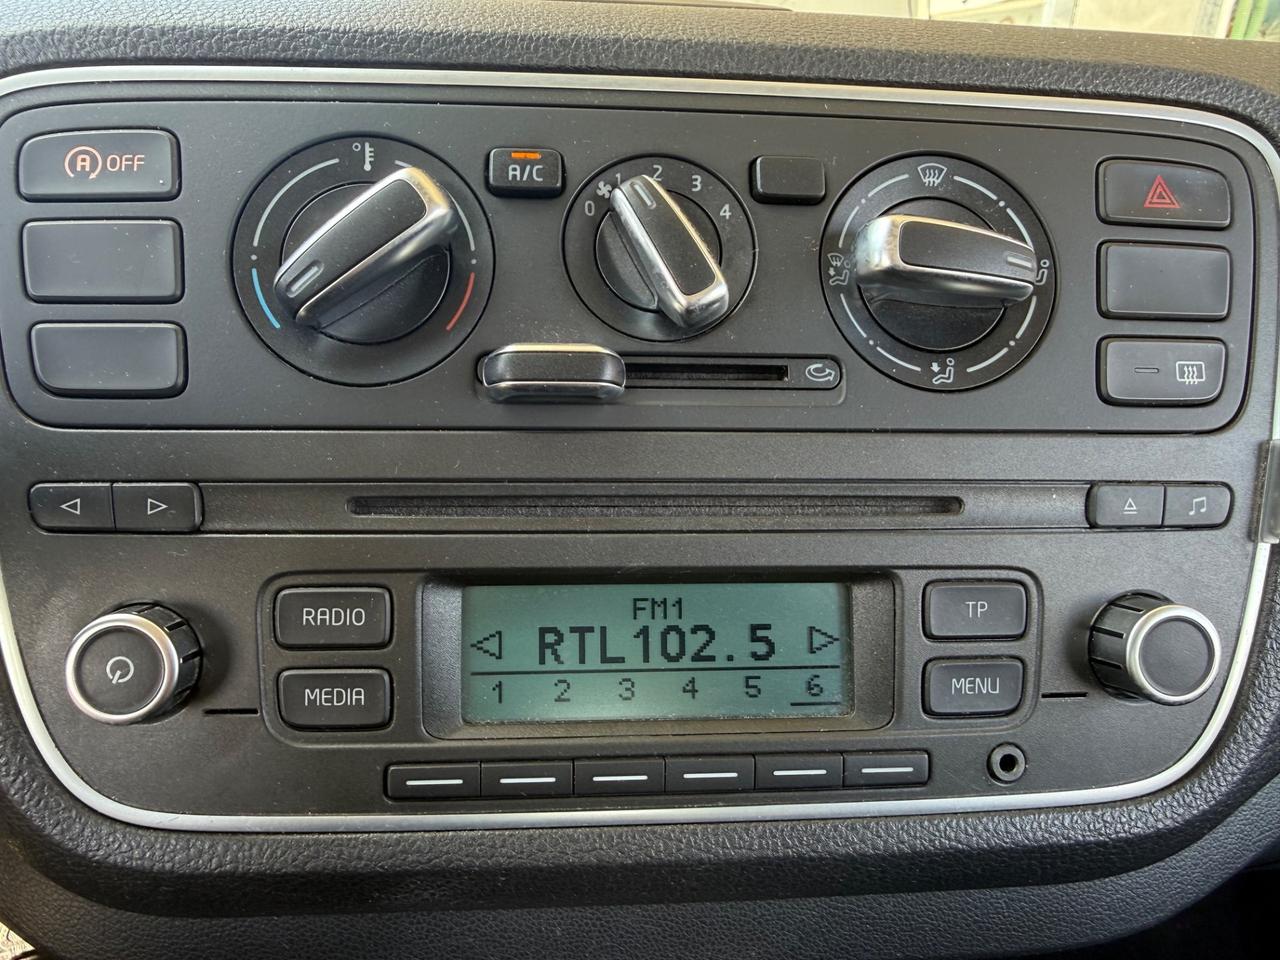 A OFF
A/C
0 1 2 3 4
RADIO
MEDIA
FM1
RTL102.5
1 2 3 4 5 6
TP
MENU